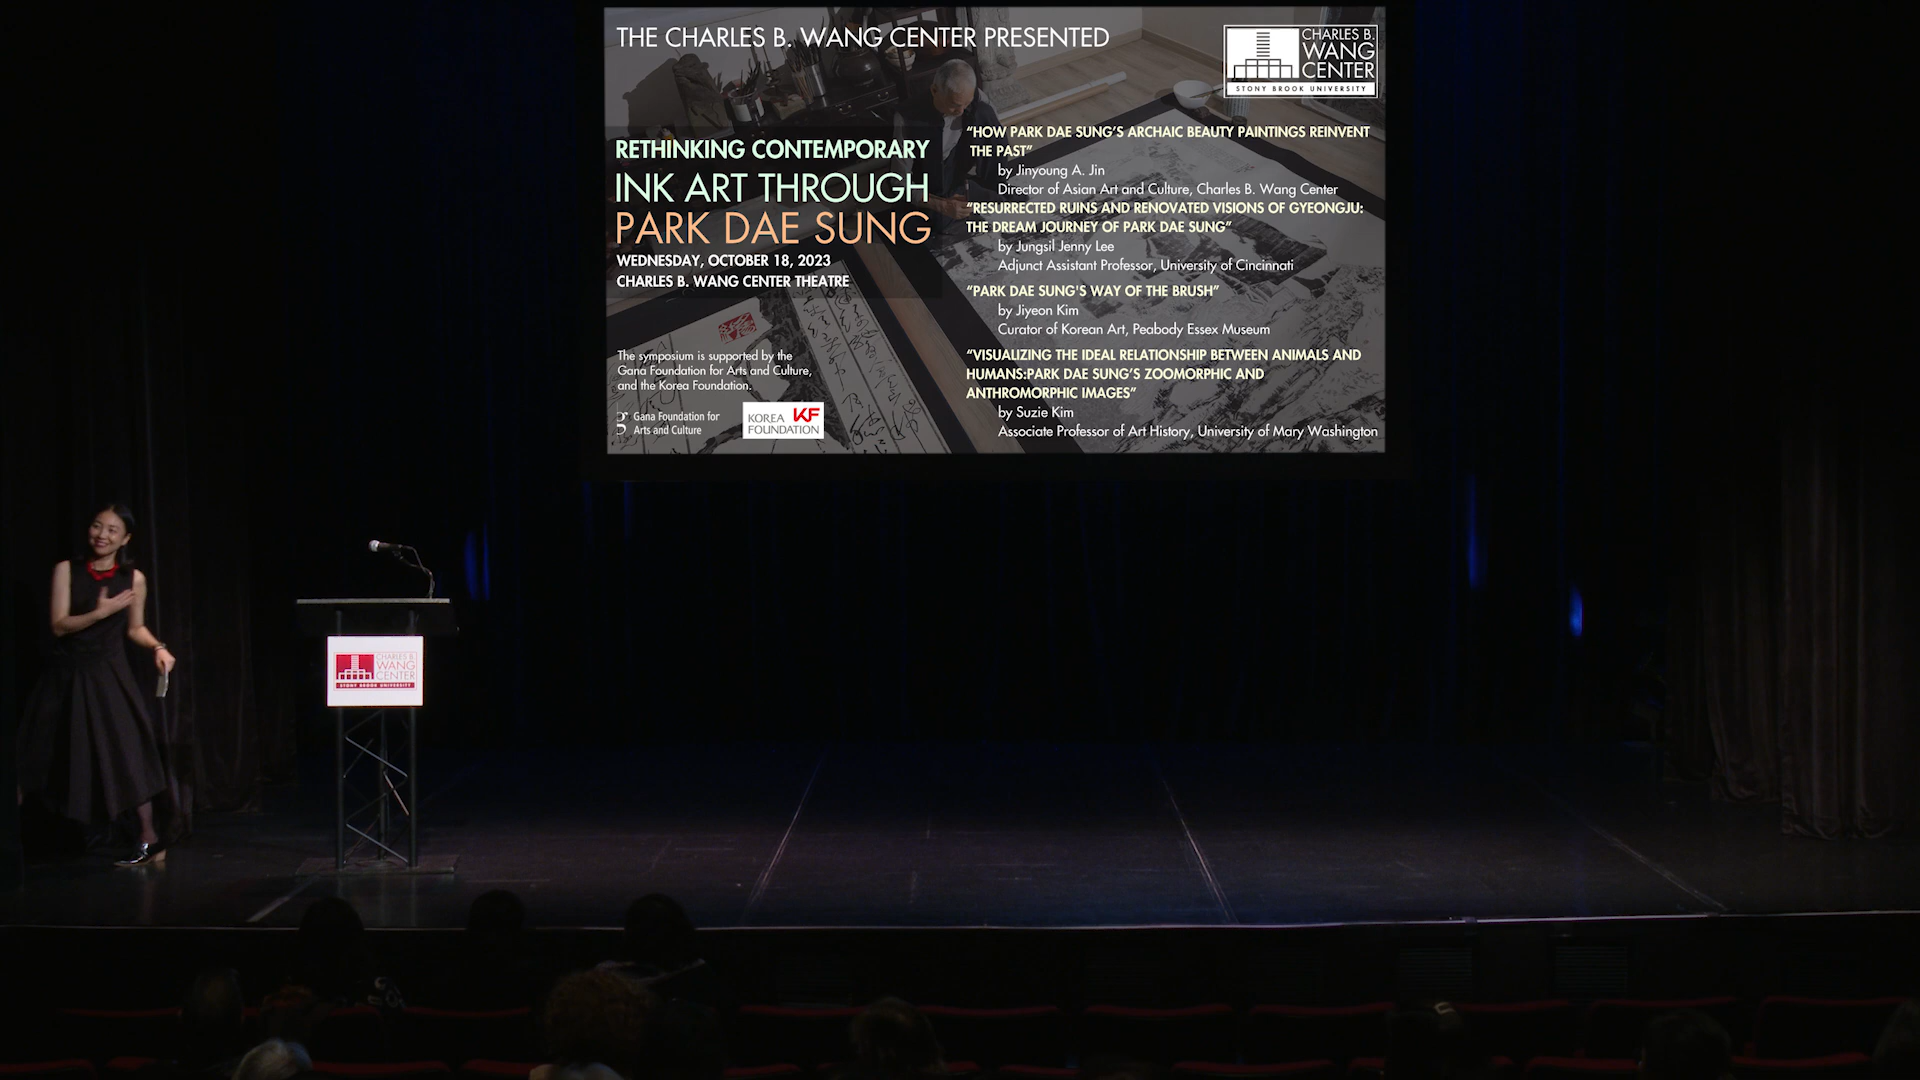 THE CHARLES B. WANG CENTER PRESENTED
CHARLES B.
WANG
CENTER
STONY BROOK UNIVERSITY
RETHINKING CONTEMPORARY
INK ART THROUGH
PARK DAE SUNG
WEDNESDAY, OCTOBER 18, 2023
CHARLES B. WANG CENTER THEATRE
The symposium is supported by the
Gana Foundation for Arts and Culture,
and the Korea Foundation.
Gana Foundation for
Arts and Culture
KOREA KF
FOUNDATION
“HOW PARK DAE SUNG’S ARCHAIC BEAUTY PAINTINGS REINVENT
THE PAST”
by Jinyoung A. Jin
Director of Asian Art and Culture, Charles B. Wang Center
“RESURRECTED RUINS AND RENOVATED VISIONS OF GYEONGJU:
THE DREAM JOURNEY OF PARK DAE SUNG”
by Jungsil Jenny Lee
Adjunct Assistant Professor, University of Cincinnati
“PARK DAE SUNG'S WAY OF THE BRUSH”
by Jiyeon Kim
Curator of Korean Art, Peabody Essex Museum
“VISUALIZING THE IDEAL RELATIONSHIP BETWEEN ANIMALS AND
HUMANS:PARK DAE SUNG’S ZOOMORPHIC AND
ANTHROMORPHIC IMAGES”
by Suzie Kim
Associate Professor of Art History, University of Mary Washington
CHARLES B.
WANG
CENTER
STONY BROOK UNIVERSITY